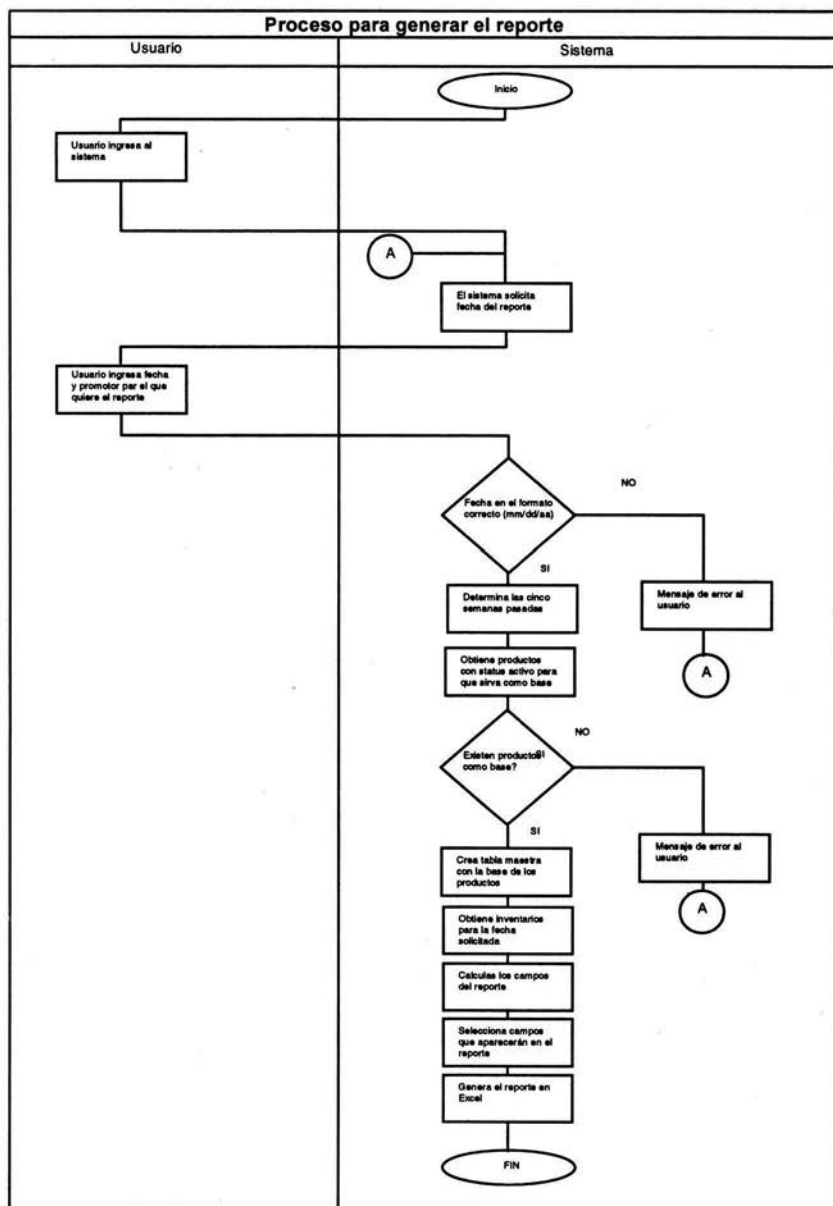 Proceso para generar el reporte
Usuario
Sistema
Inicio
Usuario ingresa al
sistema
A
El sistema solicita
fecha del reporte
Usuario ingresa fecha
y promotor par el que
quiere el reporte
Fecha en el formato
correcto (mm/dd/aa)
NO
SI
Determina las cinco
semanas pasadas
Mensaje de error al
usuario
A
Obtiene productos
con status activo para
que sirva como base
Existen productos
SI
como base?
NO
SI
Crea tabla maestra
con la base de los
productos
Mensaje de error al
usuario
A
Obtiene inventarios
para la fecha
solicitada
Calculas los campos
del reporte
Selecciona campos
que aparecerán en el
reporte
Genera el reporte en
Excel
FIN